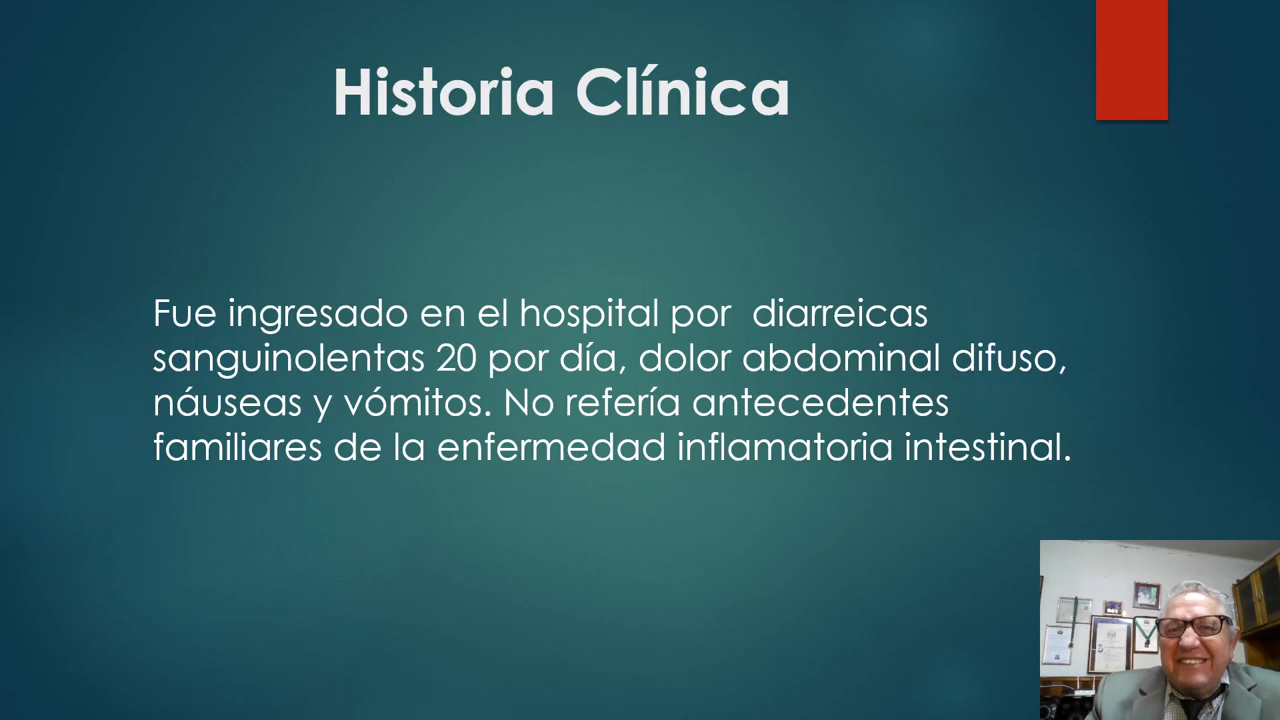 Historia Clínica
Fue ingresado en el hospital por  diarreicas
sanguinolentas 20 por día, dolor abdominal difuso,
náuseas y vómitos. No refería antecedentes
familiares de la enfermedad inflamatoria intestinal.